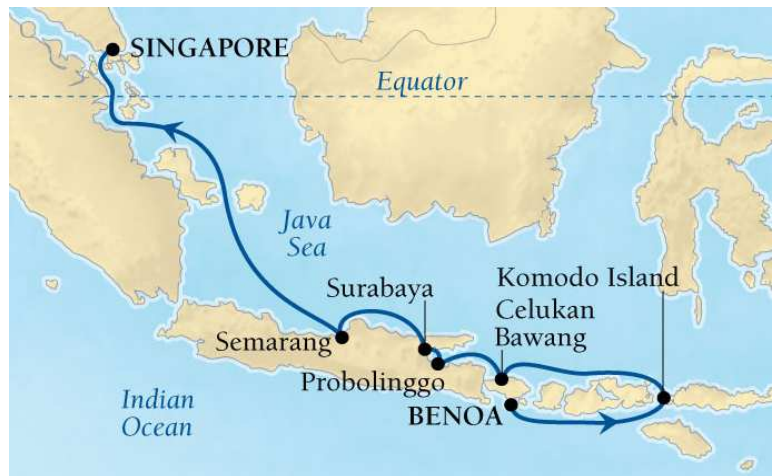 SINGAPORE
Equator
Java
Sea
Komodo Island
Surabaya
Celukan
Bawang
Semarang
Probolinggo
BENOA
Indian
Ocean